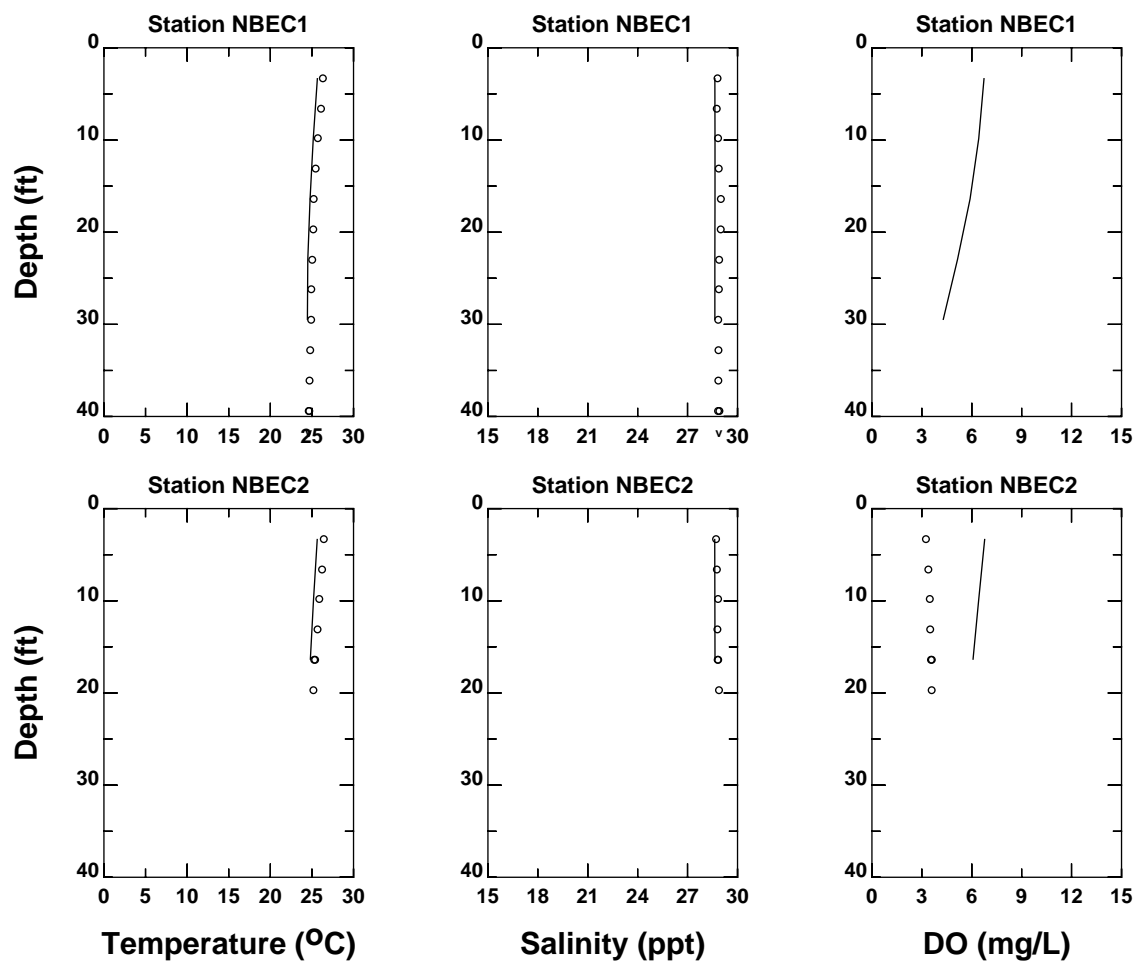 Station NBEC1 Station NBEC1 Station NBEC1
0 0 0
10 10 10
20 20 20
30 30 30
40 40 40
Depth (ft)
0 5 10 15 20 25 30 15 18 21 24 27 30 0 3 6 9 12 15
Station NBEC2 Station NBEC2 Station NBEC2
0 0 0
10 10 10
20 20 20
30 30 30
40 40 40
Depth (ft)
0 5 10 15 20 25 30 15 18 21 24 27 30 0 3 6 9 12 15
Temperature (ºC) Salinity (ppt) DO (mg/L)